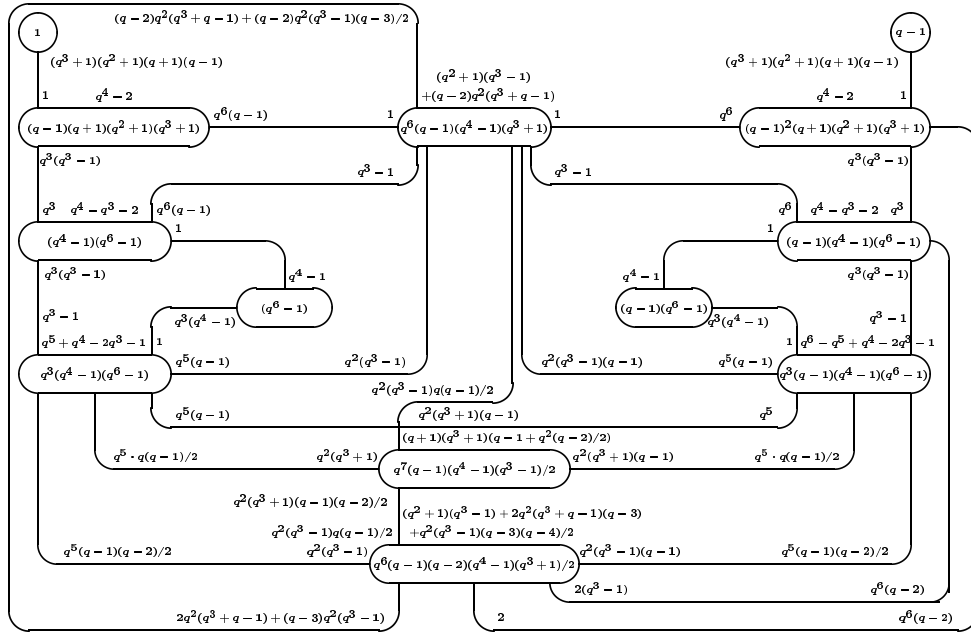 (q−2)q²(q³+q−1)+(q−2)q²(q³−1)(q−3)/2
1
q−1
(q³+1)(q²+1)(q+1)(q−1)
(q³+1)(q²+1)(q+1)(q−1)
(q²+1)(q³−1)
+(q−2)q²(q³+q−1)
1
q⁴−2
q⁴−2
1
(q−1)(q+1)(q²+1)(q³+1)
q⁶(q−1)
1
q⁶(q−1)(q⁴−1)(q³+1)
1
q⁶
(q−1)²(q+1)(q²+1)(q³+1)
q³(q³−1)
q³−1
q³−1
q³(q³−1)
q³
q⁴−q³−2
q⁶(q−1)
q⁶
q⁴−q³−2
q³
1
1
(q⁴−1)(q⁶−1)
(q−1)(q⁴−1)(q⁶−1)
q³(q³−1)
q⁴−1
q⁴−1
q³(q³−1)
(q⁶−1)
(q−1)(q⁶−1)
q³−1
q³(q⁴−1)
q³(q⁴−1)
q³−1
q⁵+q⁴−2q³−1
1
1
q⁶−q⁵+q⁴−2q³−1
q³(q⁴−1)(q⁶−1)
q⁵(q−1)
q²(q³−1)
q²(q³−1)(q−1)
q⁵(q−1)
q³(q−1)(q⁴−1)(q⁶−1)
q²(q³−1)q(q−1)/2
q⁵(q−1)
q²(q³+1)(q−1)
q⁵
(q+1)(q³+1)(q−1+q²(q−2)/2)
q⁵·q(q−1)/2
q²(q³+1)
q²(q³+1)(q−1)
q⁵·q(q−1)/2
q⁷(q−1)(q⁴−1)(q³−1)/2
q²(q³+1)(q−1)(q−2)/2
(q²+1)(q³−1)+2q²(q³+q−1)(q−3)
q²(q³−1)q(q−1)/2
+q²(q³−1)(q−3)(q−4)/2
q⁵(q−1)(q−2)/2
q²(q³−1)
q²(q³−1)(q−1)
q⁵(q−1)(q−2)/2
q⁶(q−1)(q−2)(q⁴−1)(q³+1)/2
2(q³−1)
q⁶(q−2)
2q²(q³+q−1)+(q−3)q²(q³−1)
2
q⁶(q−2)